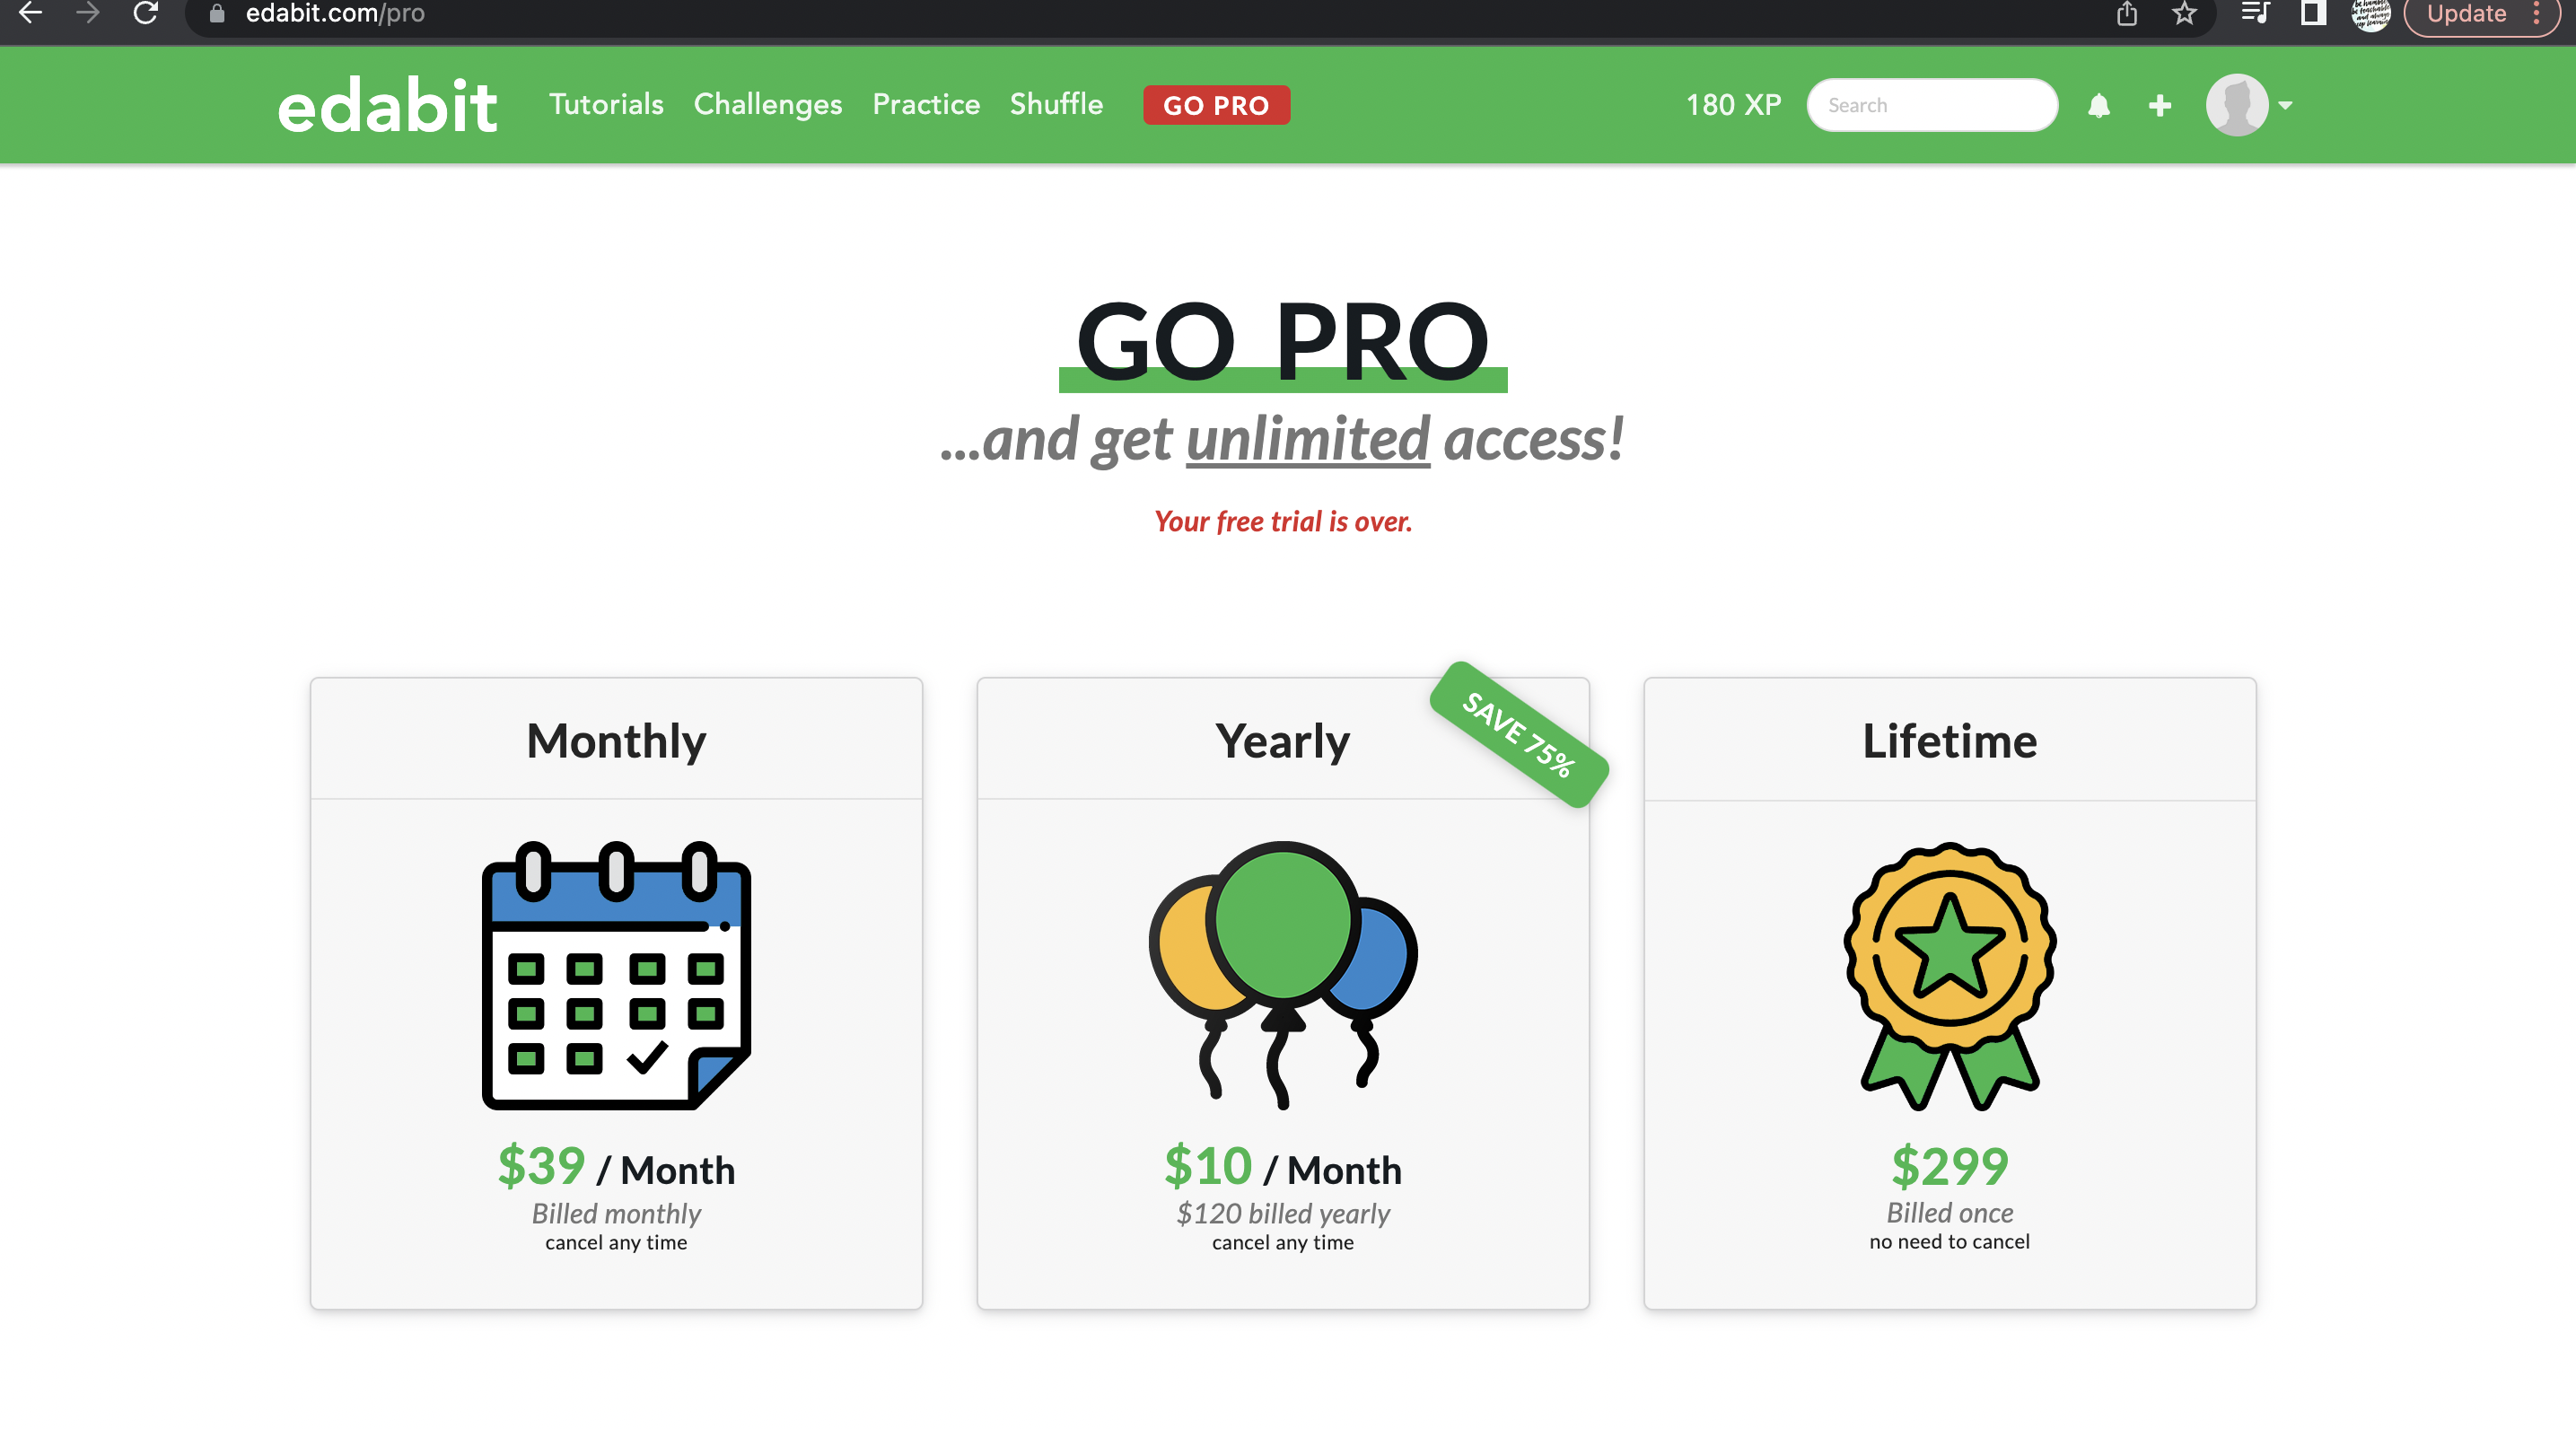 edabit.com/pro
Update
edabit Tutorials Challenges Practice Shuffle GO PRO 180 XP Search
GO PRO
...and get unlimited access!
Your free trial is over.
Monthly
$39 / Month
Billed monthly
cancel any time
Yearly
SAVE 75%
$10 / Month
$120 billed yearly
cancel any time
Lifetime
$299
Billed once
no need to cancel